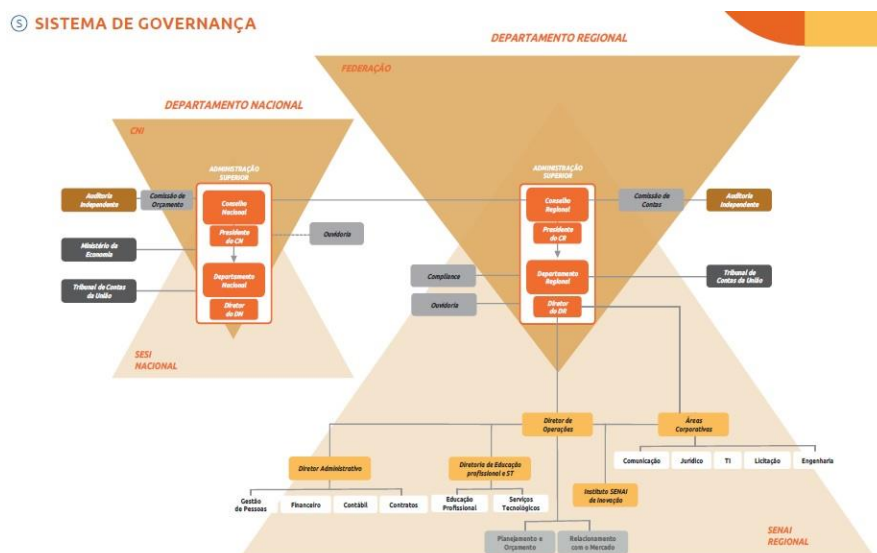 S SISTEMA DE GOVERNANÇA
DEPARTAMENTO REGIONAL
FEDERAÇÃO
DEPARTAMENTO NACIONAL
CNI
ADMINISTRAÇÃO
SUPERIOR
ADMINISTRAÇÃO
SUPERIOR
Auditoria
Independente
Comissão de
Orçamento
Conselho
Nacional
Conselho
Regional
Comissão de
Contas
Auditoria
Independente
Presidente
do CN
Ouvidoria
Presidente
do CR
Ministério da
Economia
Departamento
Nacional
Compliance
Departamento
Regional
Tribunal de
Contas da União
Tribunal de Contas
da União
Diretor
do DN
Ouvidoria
Diretor
do DR
SESI
NACIONAL
Diretor de
Operações
Áreas
Corporativas
Comunicação
Jurídico
TI
Licitação
Engenharia
Diretor Administrativo
Diretoria de Educação
profissional e ST
Instituto SENAI
de Inovação
Gestão
de Pessoas
Financeiro
Contábil
Contratos
Educação
Profissional
Serviços
Tecnológicos
Planejamento e
Orçamento
Relacionamento
com o Mercado
SENAI
REGIONAL